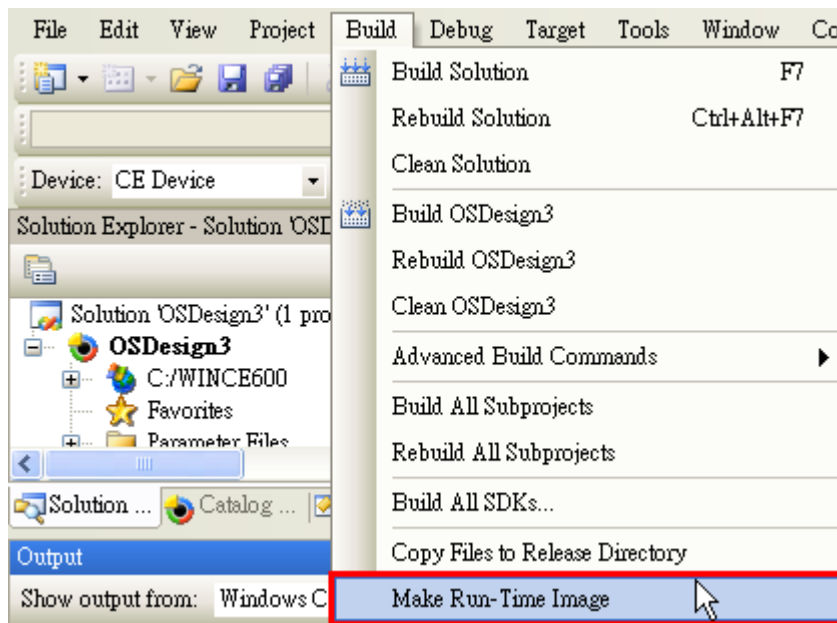 File Edit View Project Build Debug Target Tools Window Co
Build Solution F7
Rebuild Solution Ctrl+Alt+F7
Clean Solution
Device: CE Device
Build OSDesign3
Solution Explorer - Solution 'OSD
Rebuild OSDesign3
Clean OSDesign3
Solution 'OSDesign3' (1 pro
OSDesign3
Advanced Build Commands
C:/WINCE600
Build All Subprojects
Favorites
Parameter Files
Rebuild All Subprojects
Solution ... Catalog ...
Build All SDKs...
Output
Copy Files to Release Directory
Show output from: Windows C
Make Run-Time Image